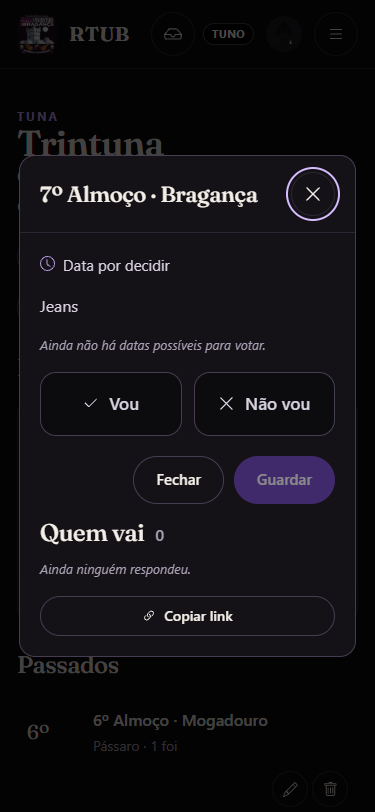 RTUB
TUNO
TUNA
Trintuna
7º Almoço · Bragança
Data por decidir
Jeans
Ainda não há datas possíveis para votar.
Vou
Não vou
Fechar
Guardar
Quem vai 0
Ainda ninguém respondeu.
Copiar link
Passados
6º
6º Almoço · Mogadouro
Pássaro · 1 foi